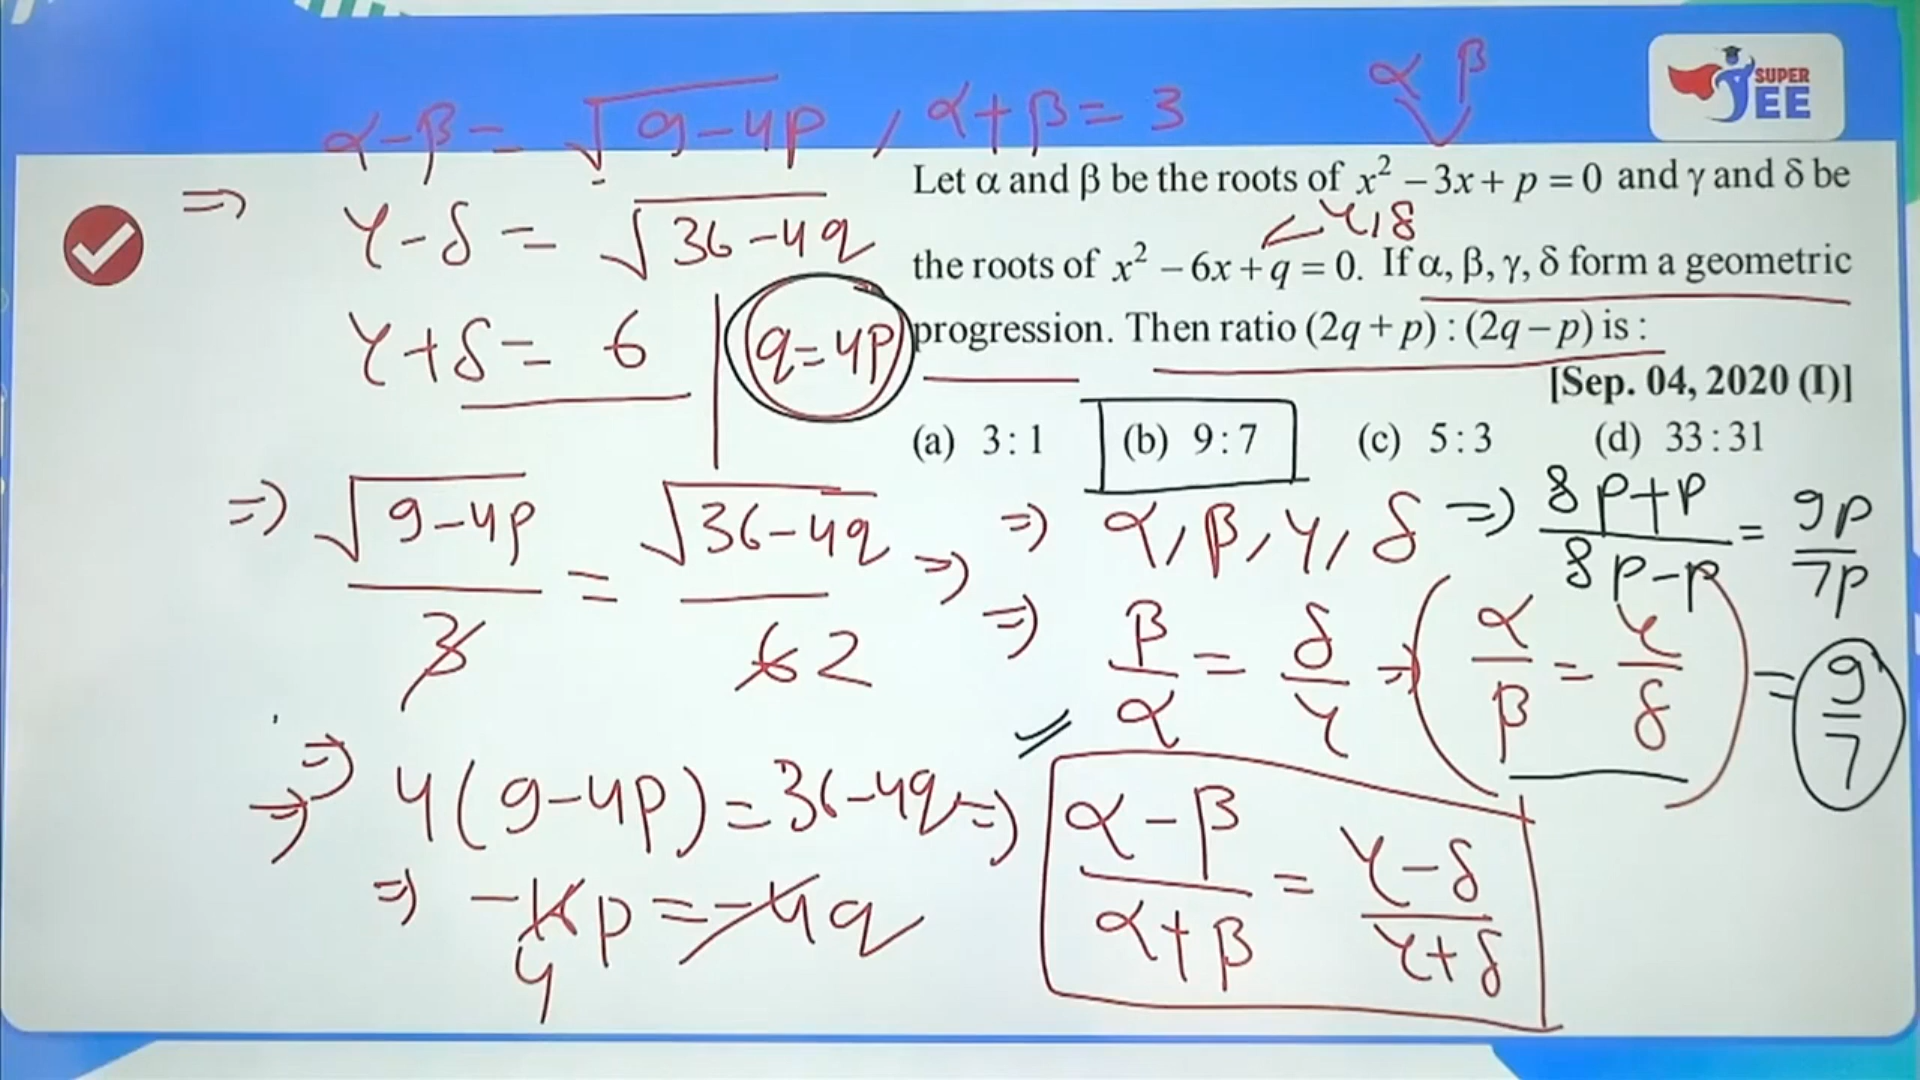 α β
SUPER
JEE
α-β = √9-4p , α+β = 3
Let α and β be the roots of x² – 3x + p = 0 and γ and δ be
γ, δ
the roots of x² – 6x + q = 0. If α, β, γ, δ form a geometric
progression. Then ratio (2q + p) : (2q – p) is :
[Sep. 04, 2020 (I)]
(a) 3 : 1 (b) 9 : 7 (c) 5 : 3 (d) 33 : 31
⇒ γ-δ = √36-4q
γ+δ = 6
q=4p
⇒ √9-4p / 3 = √36-4q / 6 2 ⇒
⇒ 4(9-4p) = 36-4q ⇒
⇒ -16p = -4q
4
⇒ α, β, γ, δ ⇒ 8p+p / 8p-p = 9p / 7p
⇒ β/α = δ/γ ⇒ (α/β = γ/δ) = 9/7
α-β / α+β = γ-δ / γ+δ